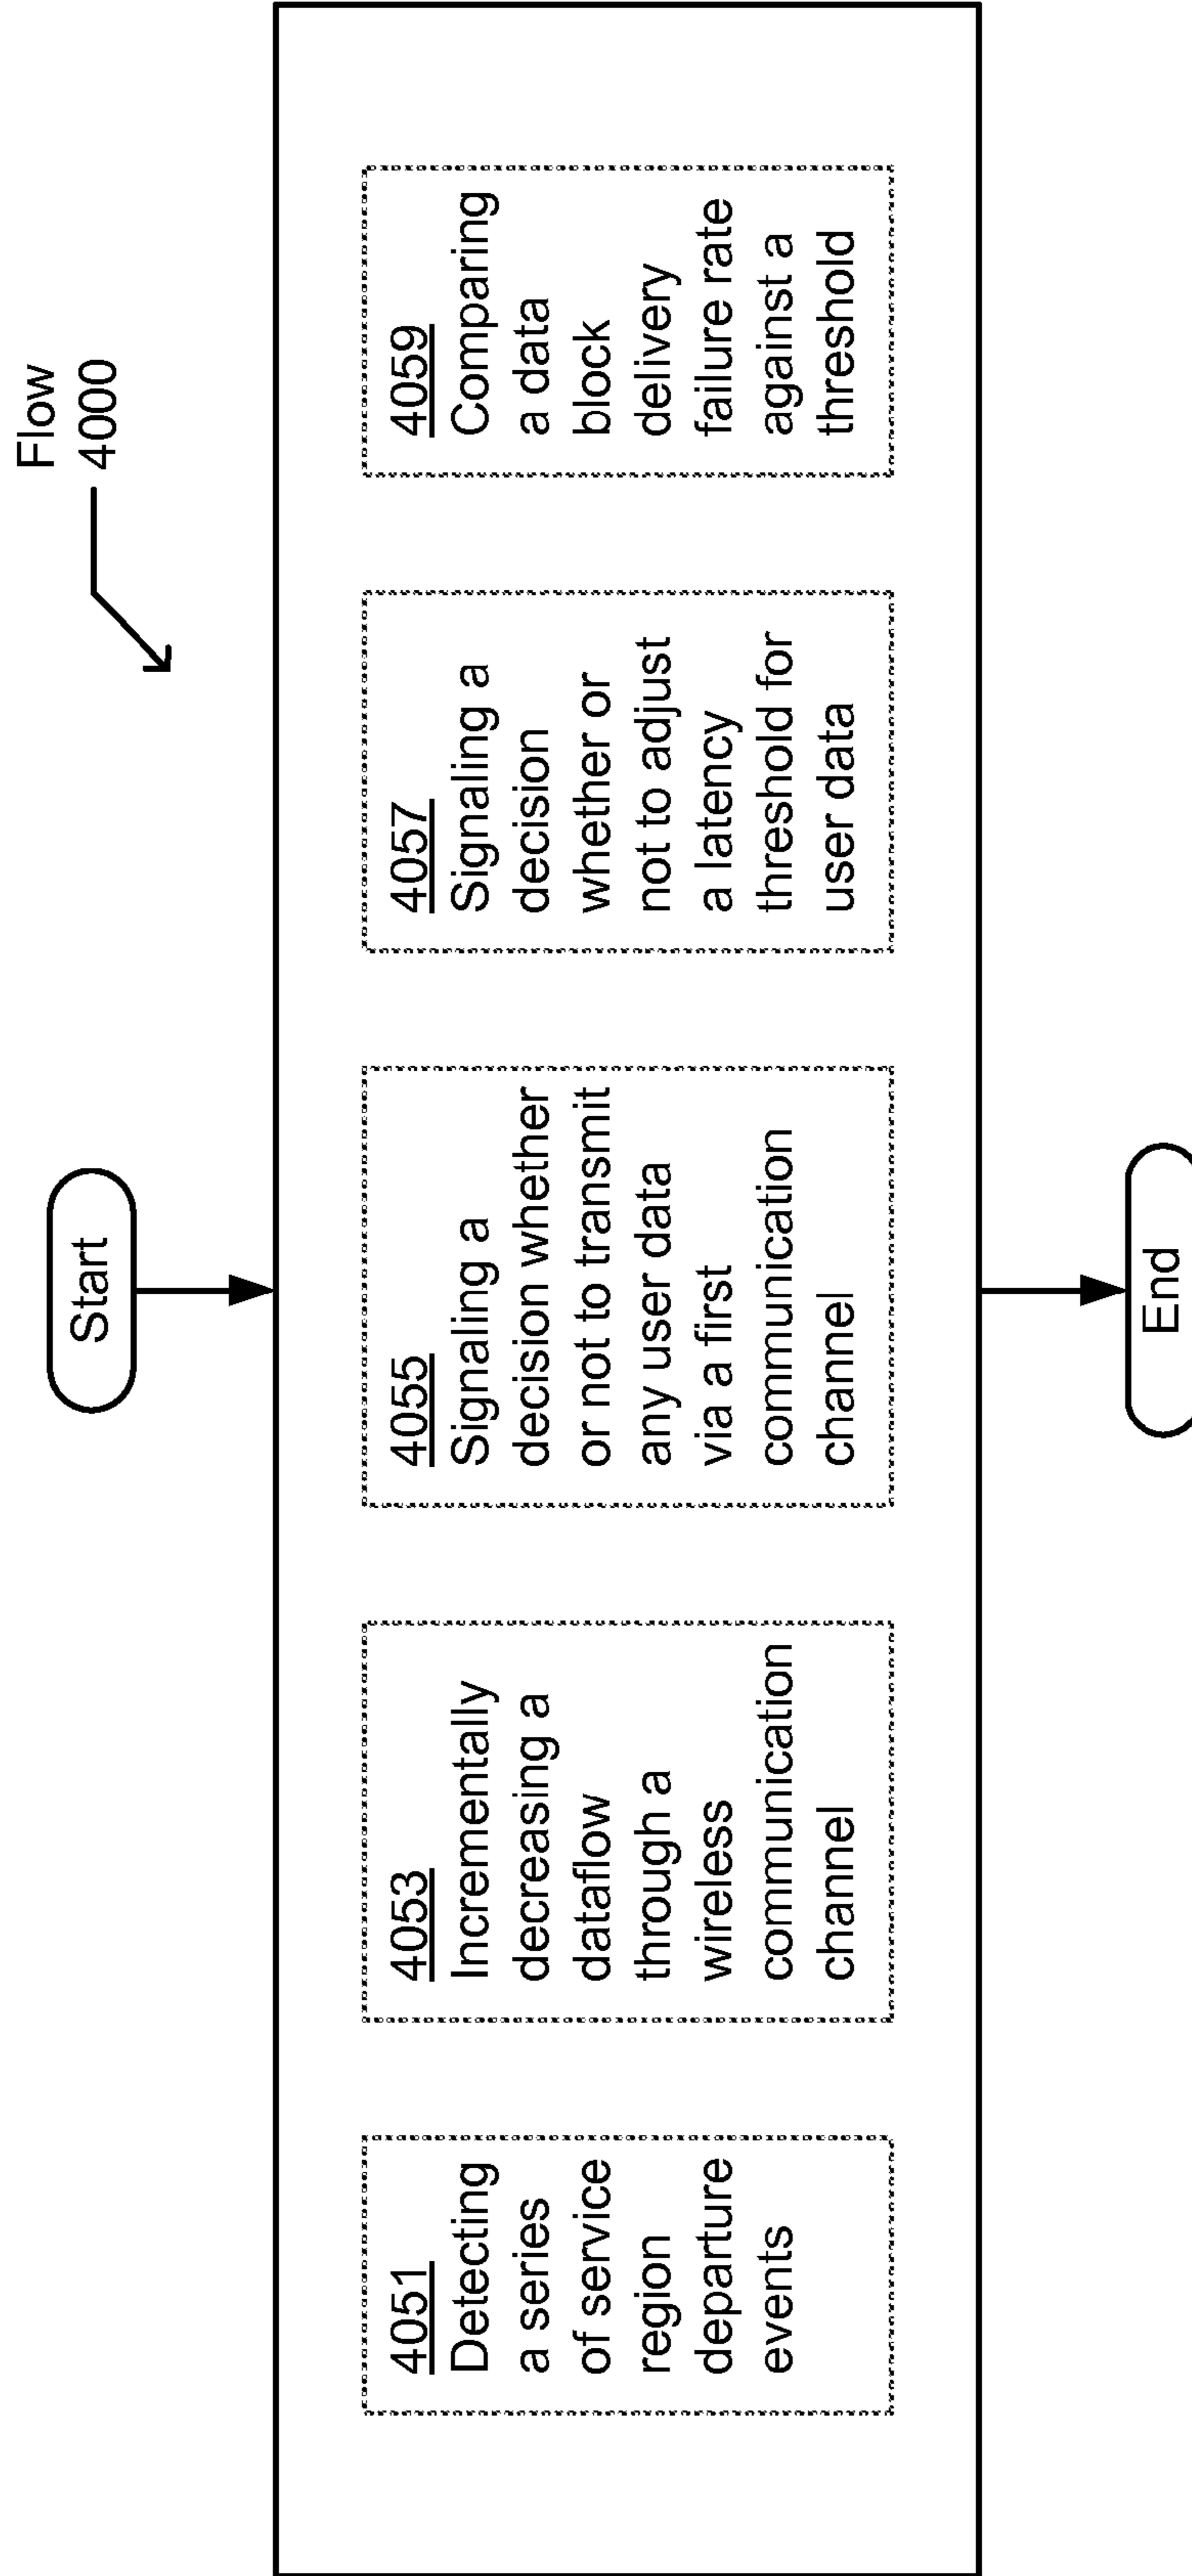 Start
Flow
4000
4051
Detecting
a series
of service
region
departure
events
4053
Incrementally
decreasing a
dataflow
through a
wireless
communication
channel
4055
Signaling a
decision whether
or not to transmit
any user data
via a first
communication
channel
4057
Signaling a
decision
whether or
not to adjust
a latency
threshold for
user data
4059
Comparing
a data
block
delivery
failure rate
against a
threshold
End